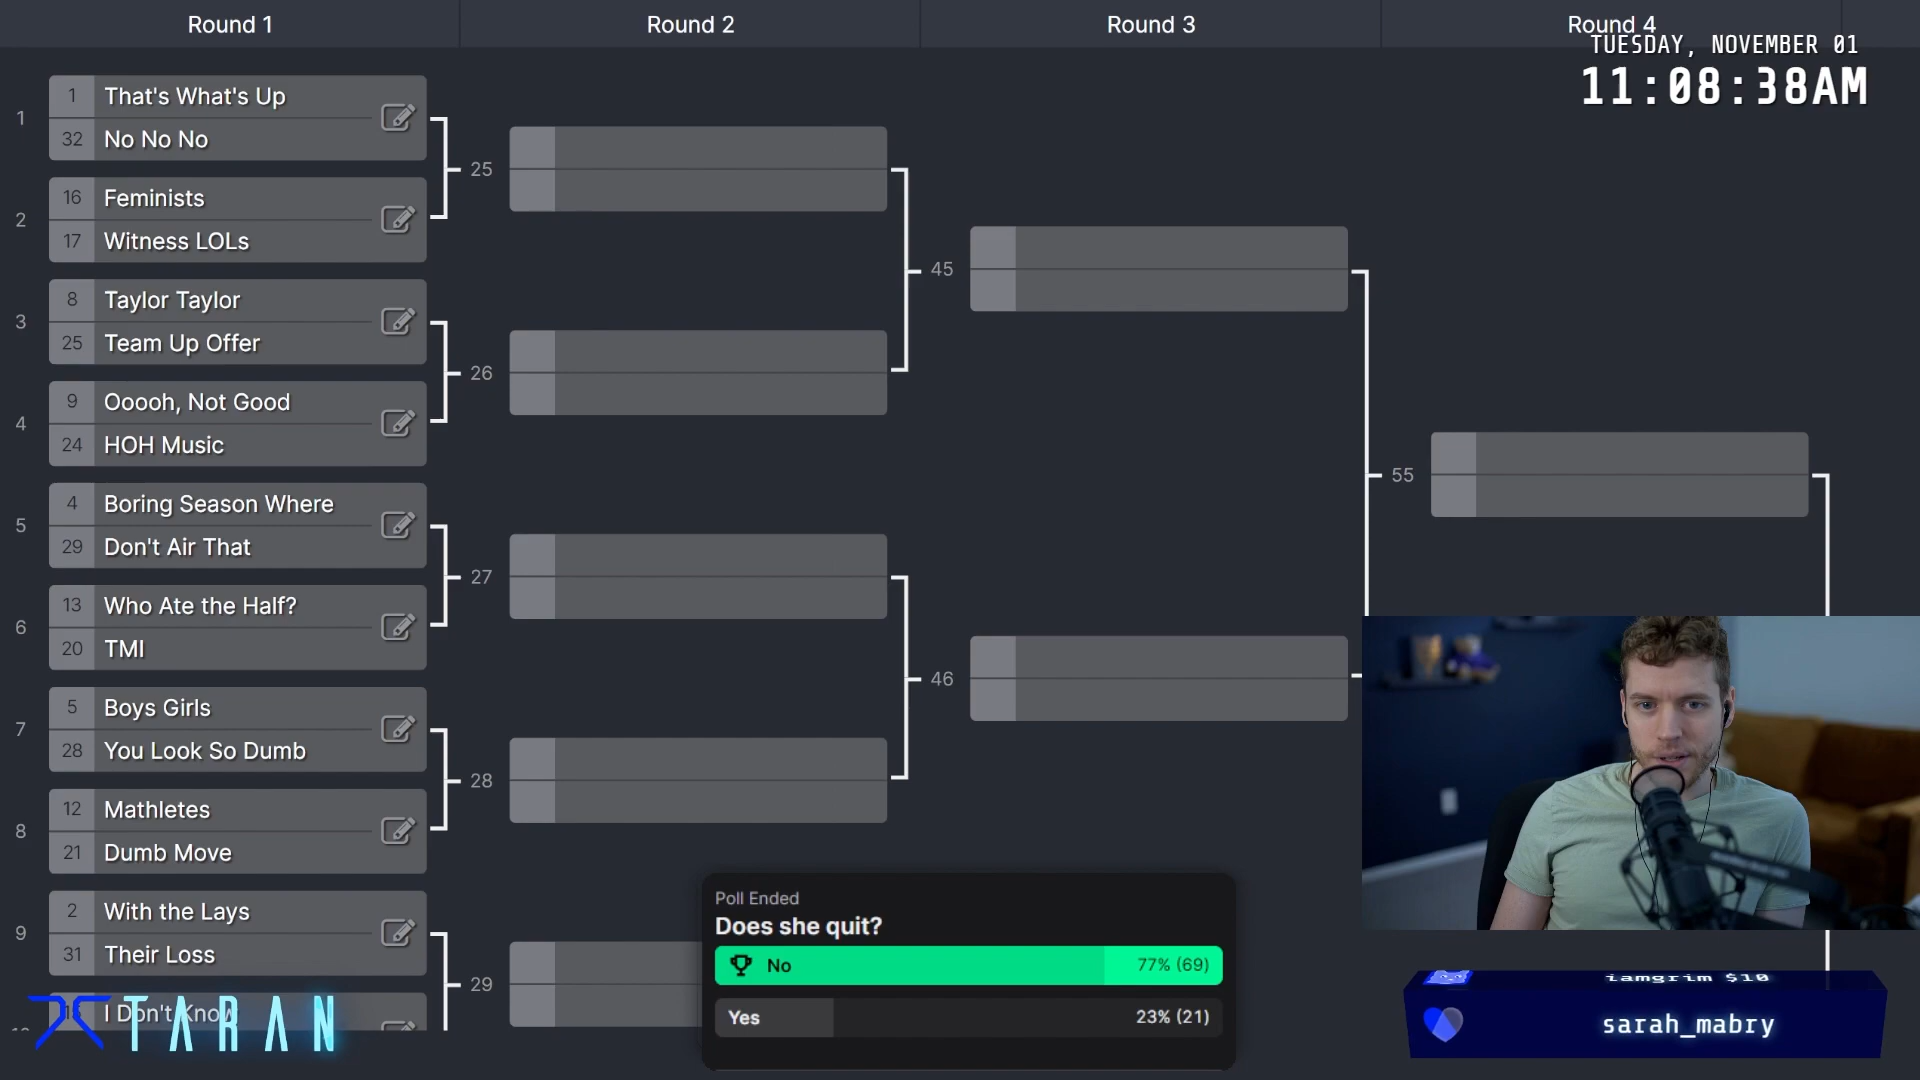 Round 1
Round 2
Round 3
Round 4
TUESDAY, NOVEMBER 01
11:08:38AM
1
1 That's What's Up
32 No No No
2
16 Feminists
17 Witness LOLs
3
8 Taylor Taylor
25 Team Up Offer
4
9 Ooooh, Not Good
24 HOH Music
5
4 Boring Season Where
29 Don't Air That
6
13 Who Ate the Half?
20 TMI
7
5 Boys Girls
28 You Look So Dumb
8
12 Mathletes
21 Dumb Move
9
2 With the Lays
31 Their Loss
I Don't Know
25
26
27
28
29
45
46
55
Poll Ended
Does she quit?
No 77% (69)
Yes 23% (21)
TARAN
iamgrim $10
sarah_mabry